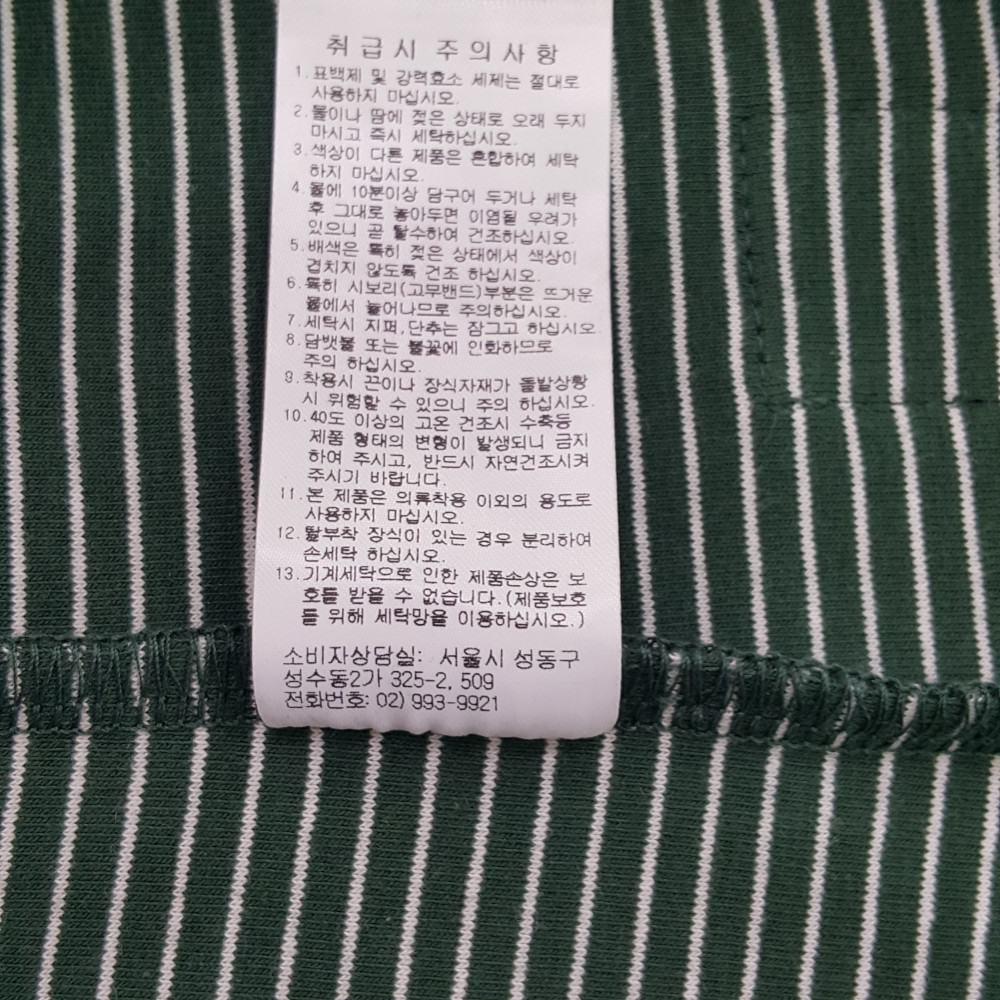 취급시 주의사항
1.표백제 및 강력효소 세제는 절대로
사용하지 마십시오.
2.물이나 땀에 젖은 상태로 오래 두지
마시고 즉시 세탁하십시오.
3.색상이 다른 제품은 혼합하여 세탁
하지 마십시오.
4.물에 10분이상 담구어 두거나 세탁
후 그대로 놓아두면 이염될 우려가
있으니 곧 탈수하여 건조하십시오.
5.배색은 특히 젖은 상태에서 색상이
겹치지 않도록 건조 하십시오.
6.특히 시보리(고무밴드)부분은 뜨거운
물에서 늘어나므로 주의하십시오.
7.세탁시 지퍼,단추는 잠그고 하십시오.
8.담뱃불 또는 불꽃에 인화하므로
주의 하십시오.
9.착용시 끈이나 장식자재가 돌발상황
시 위험할 수 있으니 주의 하십시오.
10.40도 이상의 고온 건조시 수축등
제품 형태의 변형이 발생되니 금지
하여 주시고, 반드시 자연건조시켜
주시기 바랍니다.
11.본 제품은 의류착용 이외의 용도로
사용하지 마십시오.
12.탈부착 장식이 있는 경우 분리하여
손세탁 하십시오.
13.기계세탁으로 인한 제품손상은 보
호를 받을 수 없습니다.(제품보호
를 위해 세탁망을 이용하십시오.)
소비자상담실: 서울시 성동구
성수동2가 325-2, 509
전화번호: 02) 993-9921